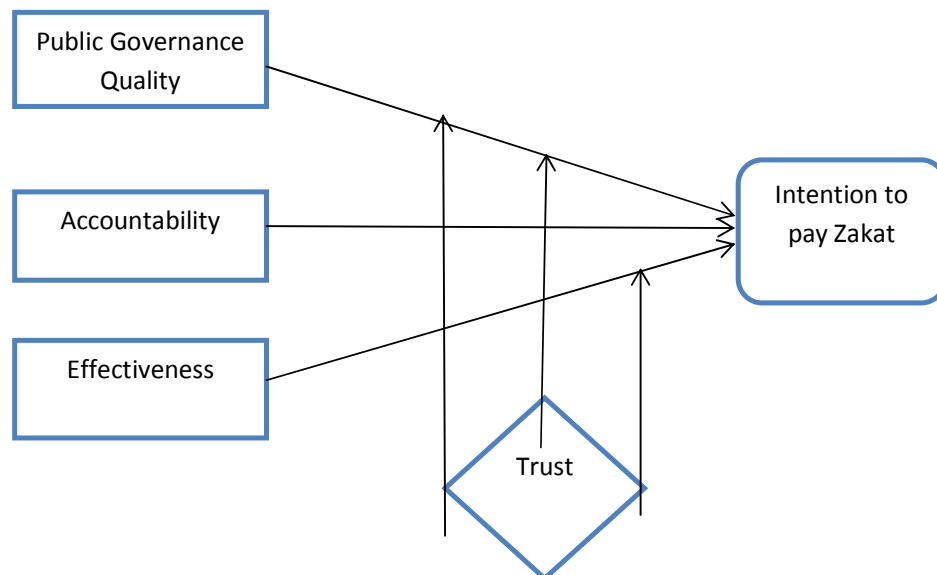 Public Governance
Quality
Accountability
Effectiveness
Intention to
pay Zakat
Trust